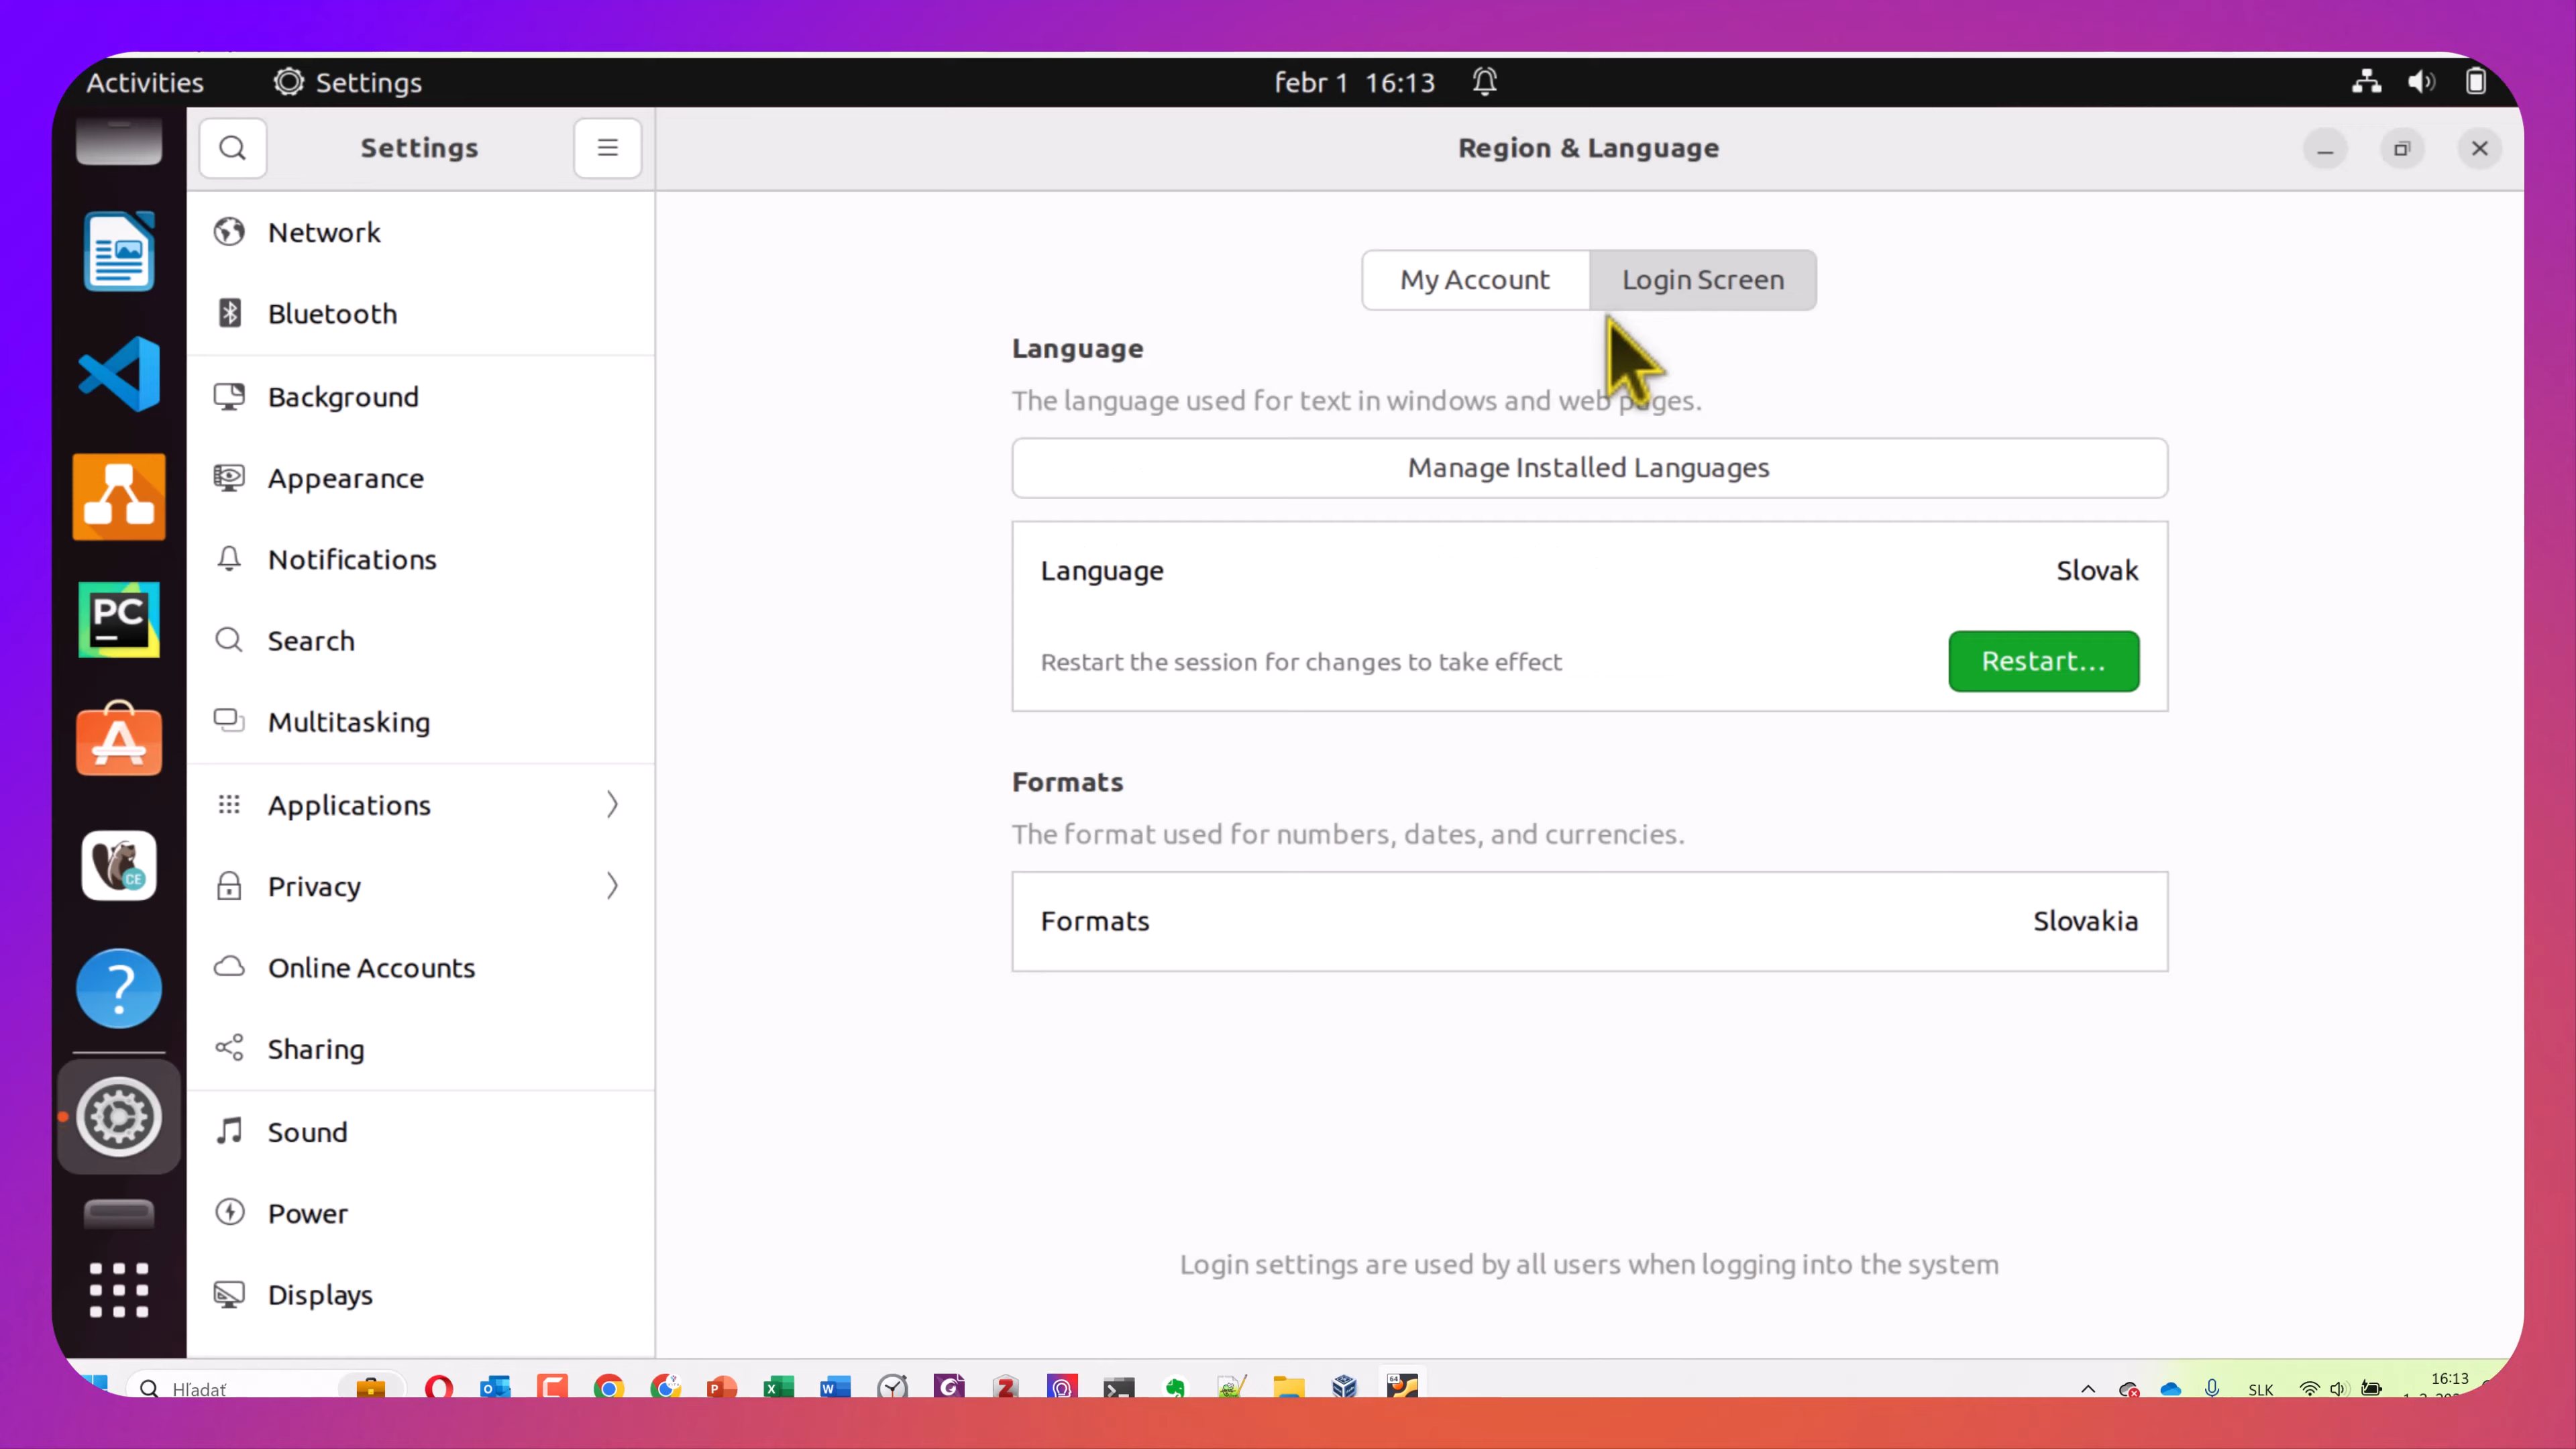 Activities Settings febr 1 16:13
Settings Region & Language
Network
Bluetooth
Background
Appearance
Notifications
Search
Multitasking
Applications
Privacy
Online Accounts
Sharing
Sound
Power
Displays
My Account Login Screen
Language
The language used for text in windows and web pages.
Manage Installed Languages
Language Slovak
Restart the session for changes to take effect Restart...
Formats
The format used for numbers, dates, and currencies.
Formats Slovakia
Login settings are used by all users when logging into the system
PC
CE
?
Hľadať
SLK 16:13